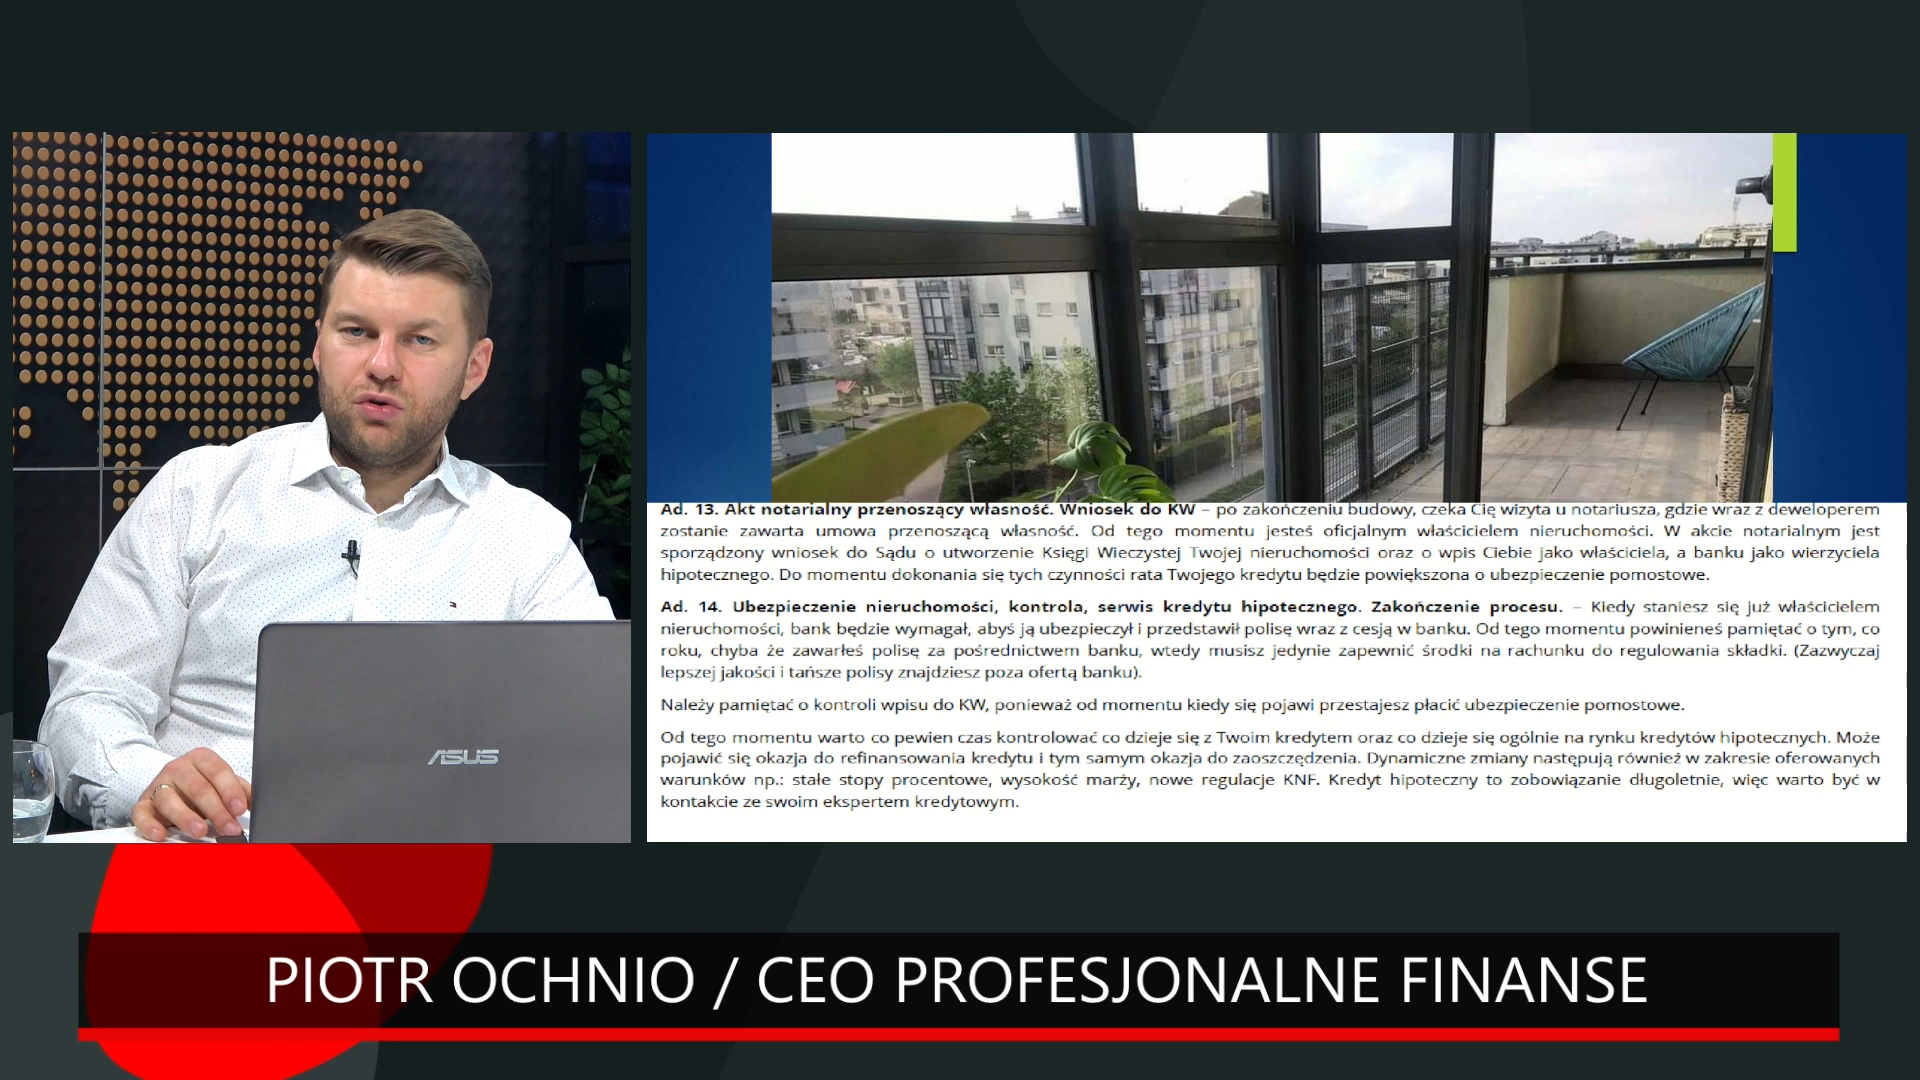 ASUS
Ad. 13. Akt notarialny przenoszący własność. Wniosek do KW – po zakończeniu budowy, czeka Cię wizyta u notariusza, gdzie wraz z deweloperem
zostanie zawarta umowa przenoszącą własność. Od tego momentu jesteś oficjalnym właścicielem nieruchomości. W akcie notarialnym jest
sporządzony wniosek do Sądu o utworzenie Księgi Wieczystej Twojej nieruchomości oraz o wpis Ciebie jako właściciela, a banku jako wierzyciela
hipotecznego. Do momentu dokonania się tych czynności rata Twojego kredytu będzie powiększona o ubezpieczenie pomostowe.
Ad. 14. Ubezpieczenie nieruchomości, kontrola, serwis kredytu hipotecznego. Zakończenie procesu. – Kiedy staniesz się już właścicielem
nieruchomości, bank będzie wymagał, abyś ją ubezpieczył i przedstawił polisę wraz z cesją w banku. Od tego momentu powinieneś pamiętać o tym, co
roku, chyba że zawarłeś polisę za pośrednictwem banku, wtedy musisz jedynie zapewnić środki na rachunku do regulowania składki. (Zazwyczaj
lepszej jakości i tańsze polisy znajdziesz poza ofertą banku).
Należy pamiętać o kontroli wpisu do KW, ponieważ od momentu kiedy się pojawi przestajesz płacić ubezpieczenie pomostowe.
Od tego momentu warto co pewien czas kontrolować co dzieje się z Twoim kredytem oraz co dzieje się ogólnie na rynku kredytów hipotecznych. Może
pojawić się okazja do refinansowania kredytu i tym samym okazja do zaoszczędzenia. Dynamiczne zmiany następują również w zakresie oferowanych
warunków np.: stałe stopy procentowe, wysokość marży, nowe regulacje KNF. Kredyt hipoteczny to zobowiązanie długoletnie, więc warto być w
kontakcie ze swoim ekspertem kredytowym.
PIOTR OCHNIO / CEO PROFESJONALNE FINANSE